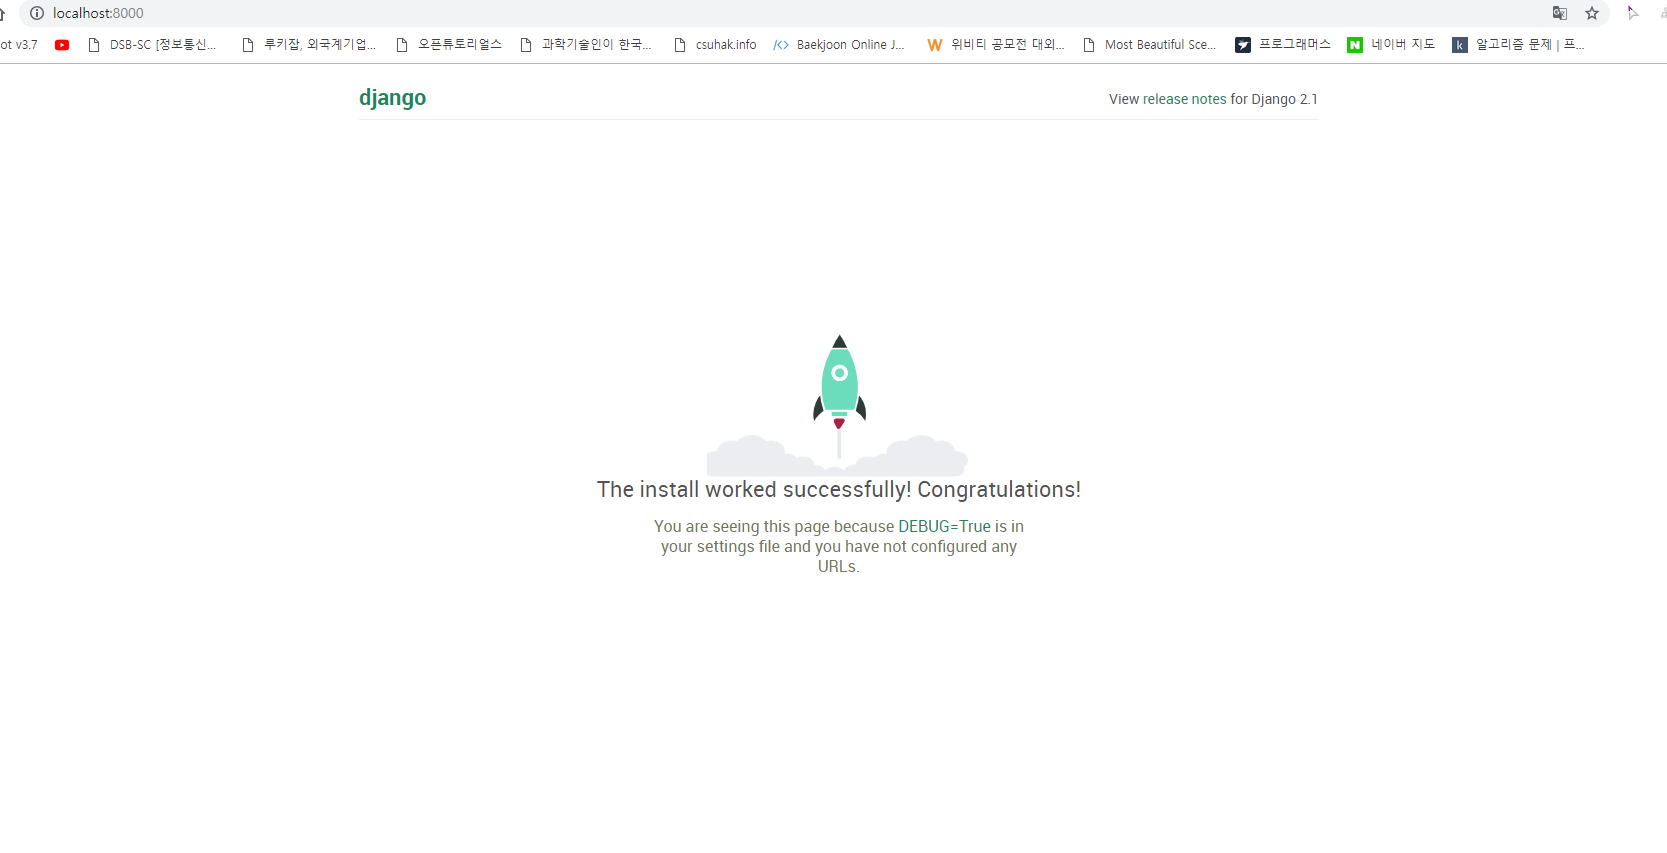 localhost:8000
ot v3.7 DSB-SC [정보통신... 루키잡, 외국계기업... 오픈튜토리얼스 과학기술인이 한국... csuhak.info Baekjoon Online J... 위비티 공모전 대외... Most Beautiful Sce... 프로그래머스 N 네이버 지도 k 알고리즘 문제 | 프...
django View release notes for Django 2.1
The install worked successfully! Congratulations!
You are seeing this page because DEBUG=True is in
your settings file and you have not configured any
URLs.